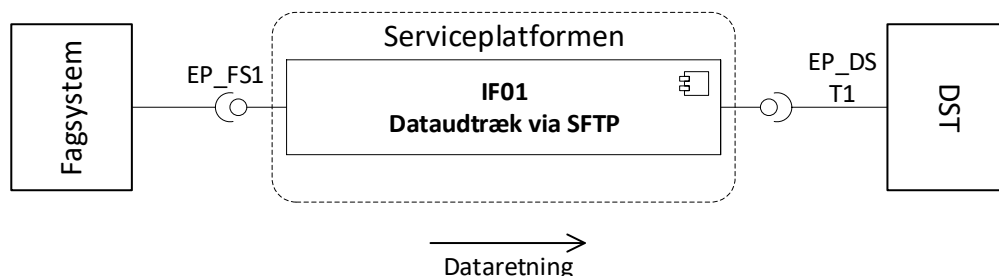 Serviceplatformen
Fagsystem
EP_FS1
IF01
Dataudtræk via SFTP
EP_DS
T1
DST
Dataretning